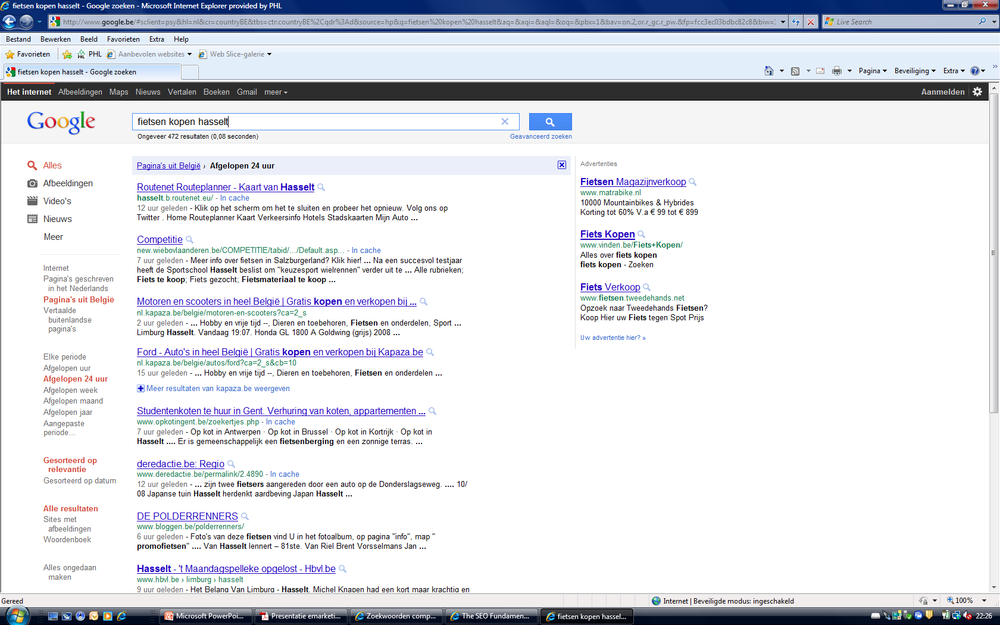 fietsen kopen hasselt - Google zoeken - Microsoft Internet Explorer provided by PHL
http://www.google.be/#sclient=psy&hl=nl&cr=countryBE&tbs=ctr:countryBE%2Cqdr%3Ad&source=hp&q=fietsen%20kopen%20hasselt&aq=&aqi=&aql=&oq=&pbx=1&bav=on.2,or.r_gc.r_pw.&fp=fcc3ec03bdbc82c8&biw=
Live Search
Bestand Bewerken Beeld Favorieten Extra Help
Favorieten PHL Aanbevolen websites Web Slice-galerie
fietsen kopen hasselt - Google zoeken
Pagina Beveiliging Extra
Het internet Afbeeldingen Maps Nieuws Vertalen Boeken Gmail meer
Aanmelden
Google
fietsen kopen hasselt
Ongeveer 472 resultaten (0,08 seconden)
Geavanceerd zoeken
Alles
Afbeeldingen
Video's
Nieuws
Meer
Internet
Pagina's geschreven
in het Nederlands
Pagina's uit België
Vertaalde
buitenlandse
pagina's
Elke periode
Afgelopen uur
Afgelopen 24 uur
Afgelopen week
Afgelopen maand
Afgelopen jaar
Aangepaste
periode...
Gesorteerd op
relevantie
Gesorteerd op datum
Alle resultaten
Sites met
afbeeldingen
Woordenboek
Alles ongedaan
maken
Pagina's uit België › Afgelopen 24 uur
Routenet Routeplanner - Kaart van Hasselt
hasselt.b.routenet.eu/ - In cache
12 uur geleden - Klik op het scherm om het te sluiten en probeer het opnieuw. Volg ons op
Twitter . Home Routeplanner Kaart Verkeersinfo Hotels Stadskaarten Mijn Auto ...
Competitie
new.wiebovlaanderen.be/COMPETITIE/tabid/.../Default.asp... - In cache
7 uur geleden - Meer info over fietsen in Salzburgerland? Klik hier! ... Na een succesvol testjaar
heeft de Sportschool Hasselt beslist om "keuzesport wielrennen" verder uit te ... Alle rubrieken;
Fiets te koop; Fiets gezocht; Fietsmateriaal te koop ...
Motoren en scooters in heel België | Gratis kopen en verkopen bij ...
nl.kapaza.be/belgie/motoren-en-scooters?ca=2_s
2 uur geleden - ... Hobby en vrije tijd --, Dieren en toebehoren, Fietsen en onderdelen, Sport ...
Limburg Hasselt. Vandaag 19:07. Honda GL 1800 A Goldwing (grijs) 2008 ...
Ford - Auto's in heel België | Gratis kopen en verkopen bij Kapaza.be
nl.kapaza.be/belgie/autos/ford?ca=2_s&cb=10
15 uur geleden - ... Hobby en vrije tijd --, Dieren en toebehoren, Fietsen en onderdelen ...
Meer resultaten van kapaza.be weergeven
Studentenkoten te huur in Gent. Verhuring van koten, appartementen ...
www.opkotingent.be/zoekertjes.php - In cache
7 uur geleden - Op kot in Antwerpen · Op kot in Brussel · Op kot in Kortrijk · Op kot in
Hasselt .... Er is gemeenschappelijk een fietsenberging en een zonnige terras. ...
deredactie.be: Regio
www.deredactie.be/permalink/2.4890 - In cache
12 uur geleden - ... zijn twee fietsers aangereden door een auto op de Donderslagseweg. .... 10/
08 Japanse tuin Hasselt herdenkt aardbeving Japan Hasselt ...
DE POLDERRENNERS
www.bloggen.be/polderrenners/
6 uur geleden - Foto's van deze fietsen vind U in het fotoalbum, op pagina "info", map "
promofietsen" .... Van Hasselt lennert – 81ste. Van Riel Brent Vorsselmans Jan ...
Hasselt - 't Maandagspelleke opgelost - Hbvl.be
www.hbvl.be › limburg › hasselt
9 uur geleden - Het Belang Van Limburg - Hasselt. Michel Knapen had een kort maar krachtig en
Advertenties
Fietsen Magazijnverkoop
www.matrabike.nl
10000 Mountainbikes & Hybrides
Korting tot 60% V.a € 99 tot € 899
Fiets Kopen
www.vinden.be/Fiets+Kopen/
Alles over fiets kopen
fiets kopen - Zoeken
Fiets Verkoop
www.fietsen.tweedehands.net
Opzoek naar Tweedehands Fietsen?
Koop Hier uw Fiets tegen Spot Prijs
Uw advertentie hier? »
Gereed
Internet | Beveiligde modus: ingeschakeld
100%
Microsoft PowerPoi... Presentatie emarketi... Zoekwoorden comp... The SEO Fundamen... fietsen kopen hassel...
22:26